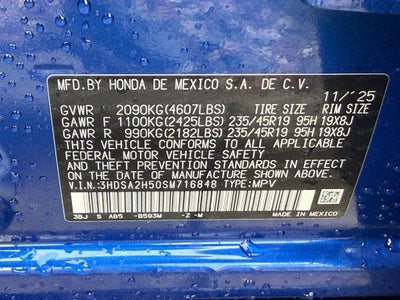 MFD.BY HONDA DE MEXICO S.A. DE C.V. 11/'25
GVWR 2090KG(4607LBS) TIRE SIZE RIM SIZE
GAWR F 1100KG(2425LBS) 235/45R19 95H 19X8J
GAWR R 990KG(2182LBS) 235/45R19 95H 19X8J
THIS VEHICLE CONFORMS TO ALL APPLICABLE
FEDERAL MOTOR VEHICLE SAFETY AND
THEFT PREVENTION STANDARDS IN EFFECT ON
THE DATE OF MANUFACTURE SHOWN ABOVE.
V.I.N.:3HDSA2H50SM716848 TYPE:MPV
3BJ S AB5 -B593M -Z -M MADE IN MEXICO